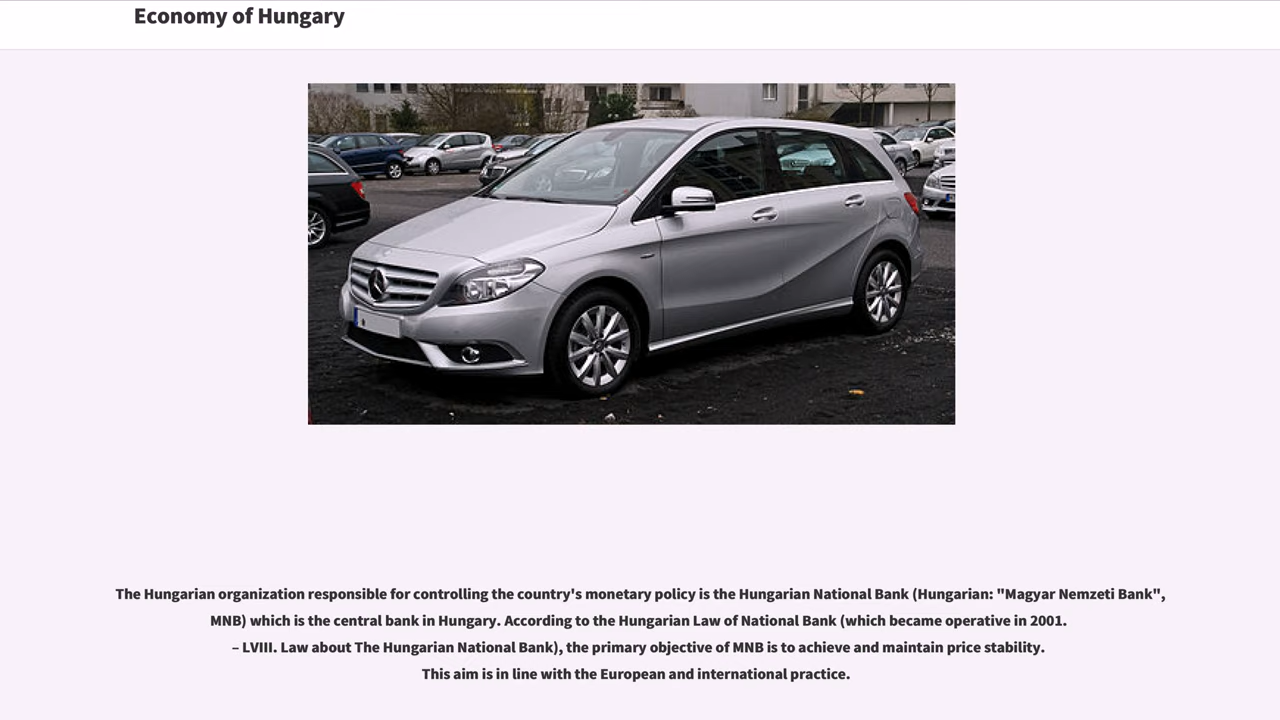 Economy of Hungary
The Hungarian organization responsible for controlling the country's monetary policy is the Hungarian National Bank (Hungarian: "Magyar Nemzeti Bank",
MNB) which is the central bank in Hungary. According to the Hungarian Law of National Bank (which became operative in 2001.
– LVIII. Law about The Hungarian National Bank), the primary objective of MNB is to achieve and maintain price stability.
This aim is in line with the European and international practice.